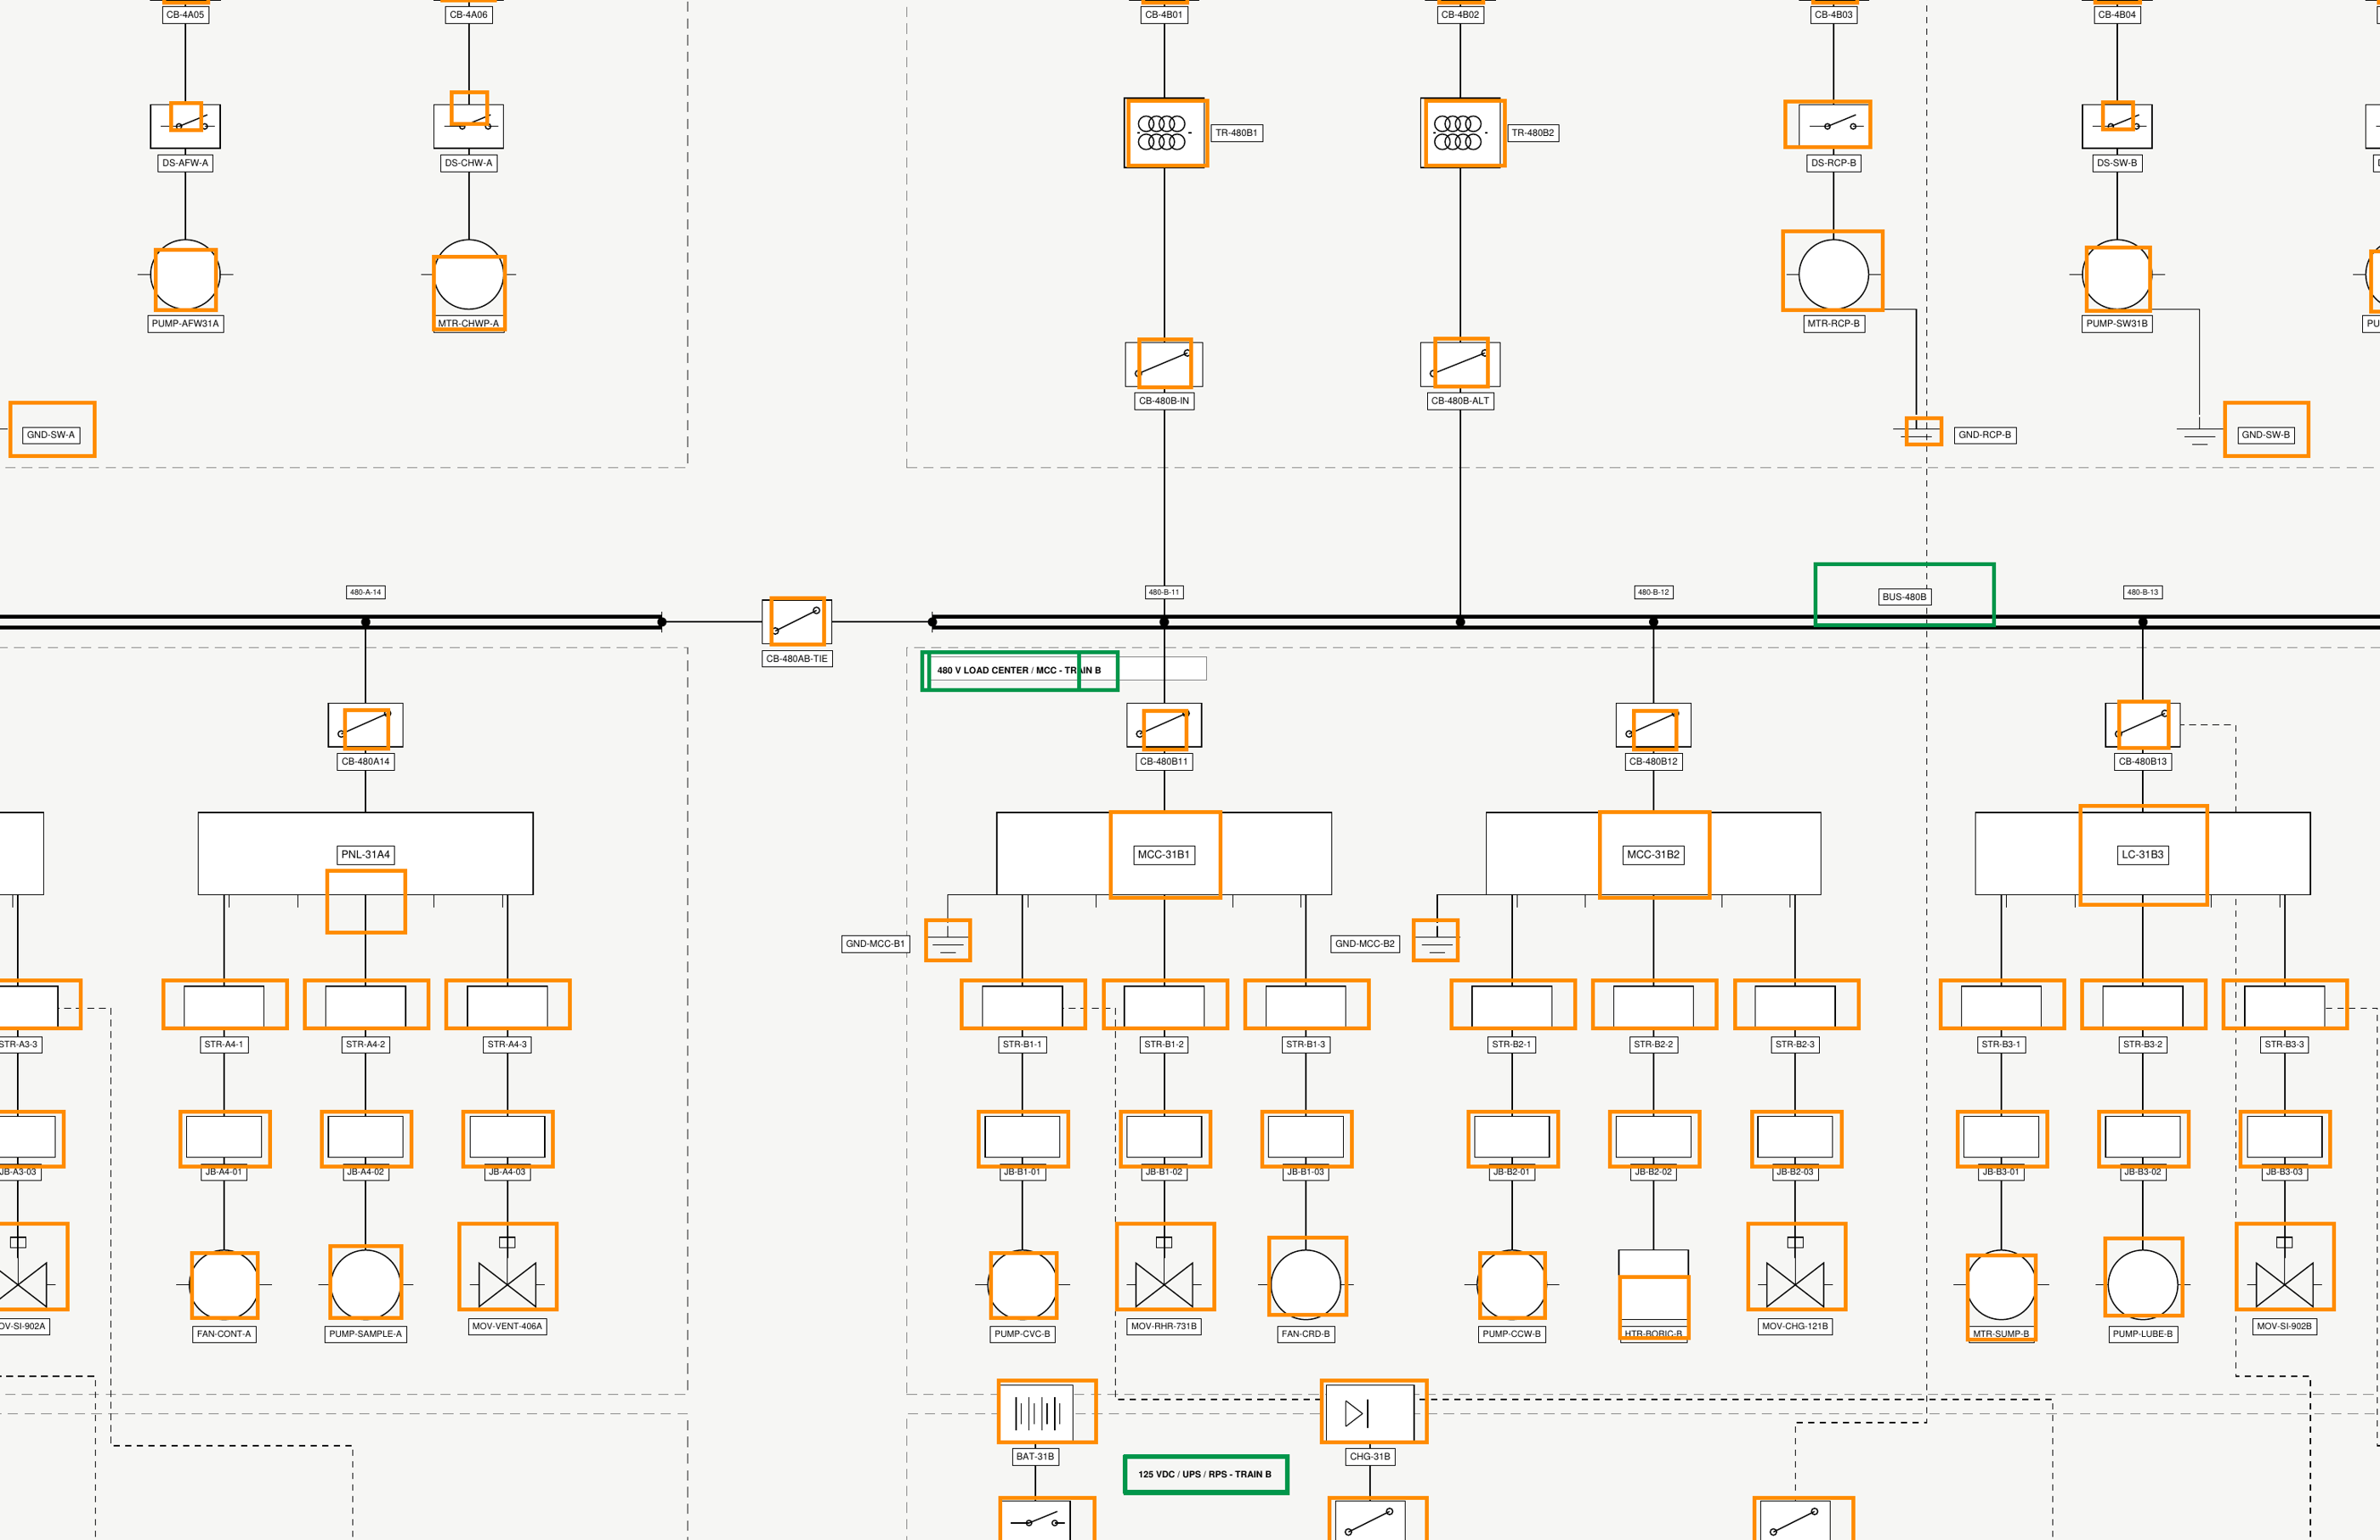 CB-4A05
CB-4A06
CB-4B01
CB-4B02
CB-4B03
CB-4B04
TR-480B1
TR-480B2
DS-AFW-A
DS-CHW-A
DS-RCP-B
DS-SW-B
PUMP-AFW31A
MTR-CHWP-A
MTR-RCP-B
PUMP-SW31B
PU
CB-480B-IN
CB-480B-ALT
GND-SW-A
GND-RCP-B
GND-SW-B
480-A-14
480-B-11
480-B-12
BUS-480B
480-B-13
CB-480AB-TIE
480 V LOAD CENTER / MCC - TRAIN B
CB-480A14
CB-480B11
CB-480B12
CB-480B13
PNL-31A4
MCC-31B1
MCC-31B2
LC-31B3
GND-MCC-B1
GND-MCC-B2
STR-A3-3
STR-A4-1
STR-A4-2
STR-A4-3
STR-B1-1
STR-B1-2
STR-B1-3
STR-B2-1
STR-B2-2
STR-B2-3
STR-B3-1
STR-B3-2
STR-B3-3
JB-A3-03
JB-A4-01
JB-A4-02
JB-A4-03
JB-B1-01
JB-B1-02
JB-B1-03
JB-B2-01
JB-B2-02
JB-B2-03
JB-B3-01
JB-B3-02
JB-B3-03
OV-SI-902A
FAN-CONT-A
PUMP-SAMPLE-A
MOV-VENT-406A
PUMP-CVC-B
MOV-RHR-731B
FAN-CRD-B
PUMP-CCW-B
HTR-BORIC-B
MOV-CHG-121B
MTR-SUMP-B
PUMP-LUBE-B
MOV-SI-902B
BAT-31B
CHG-31B
125 VDC / UPS / RPS - TRAIN B